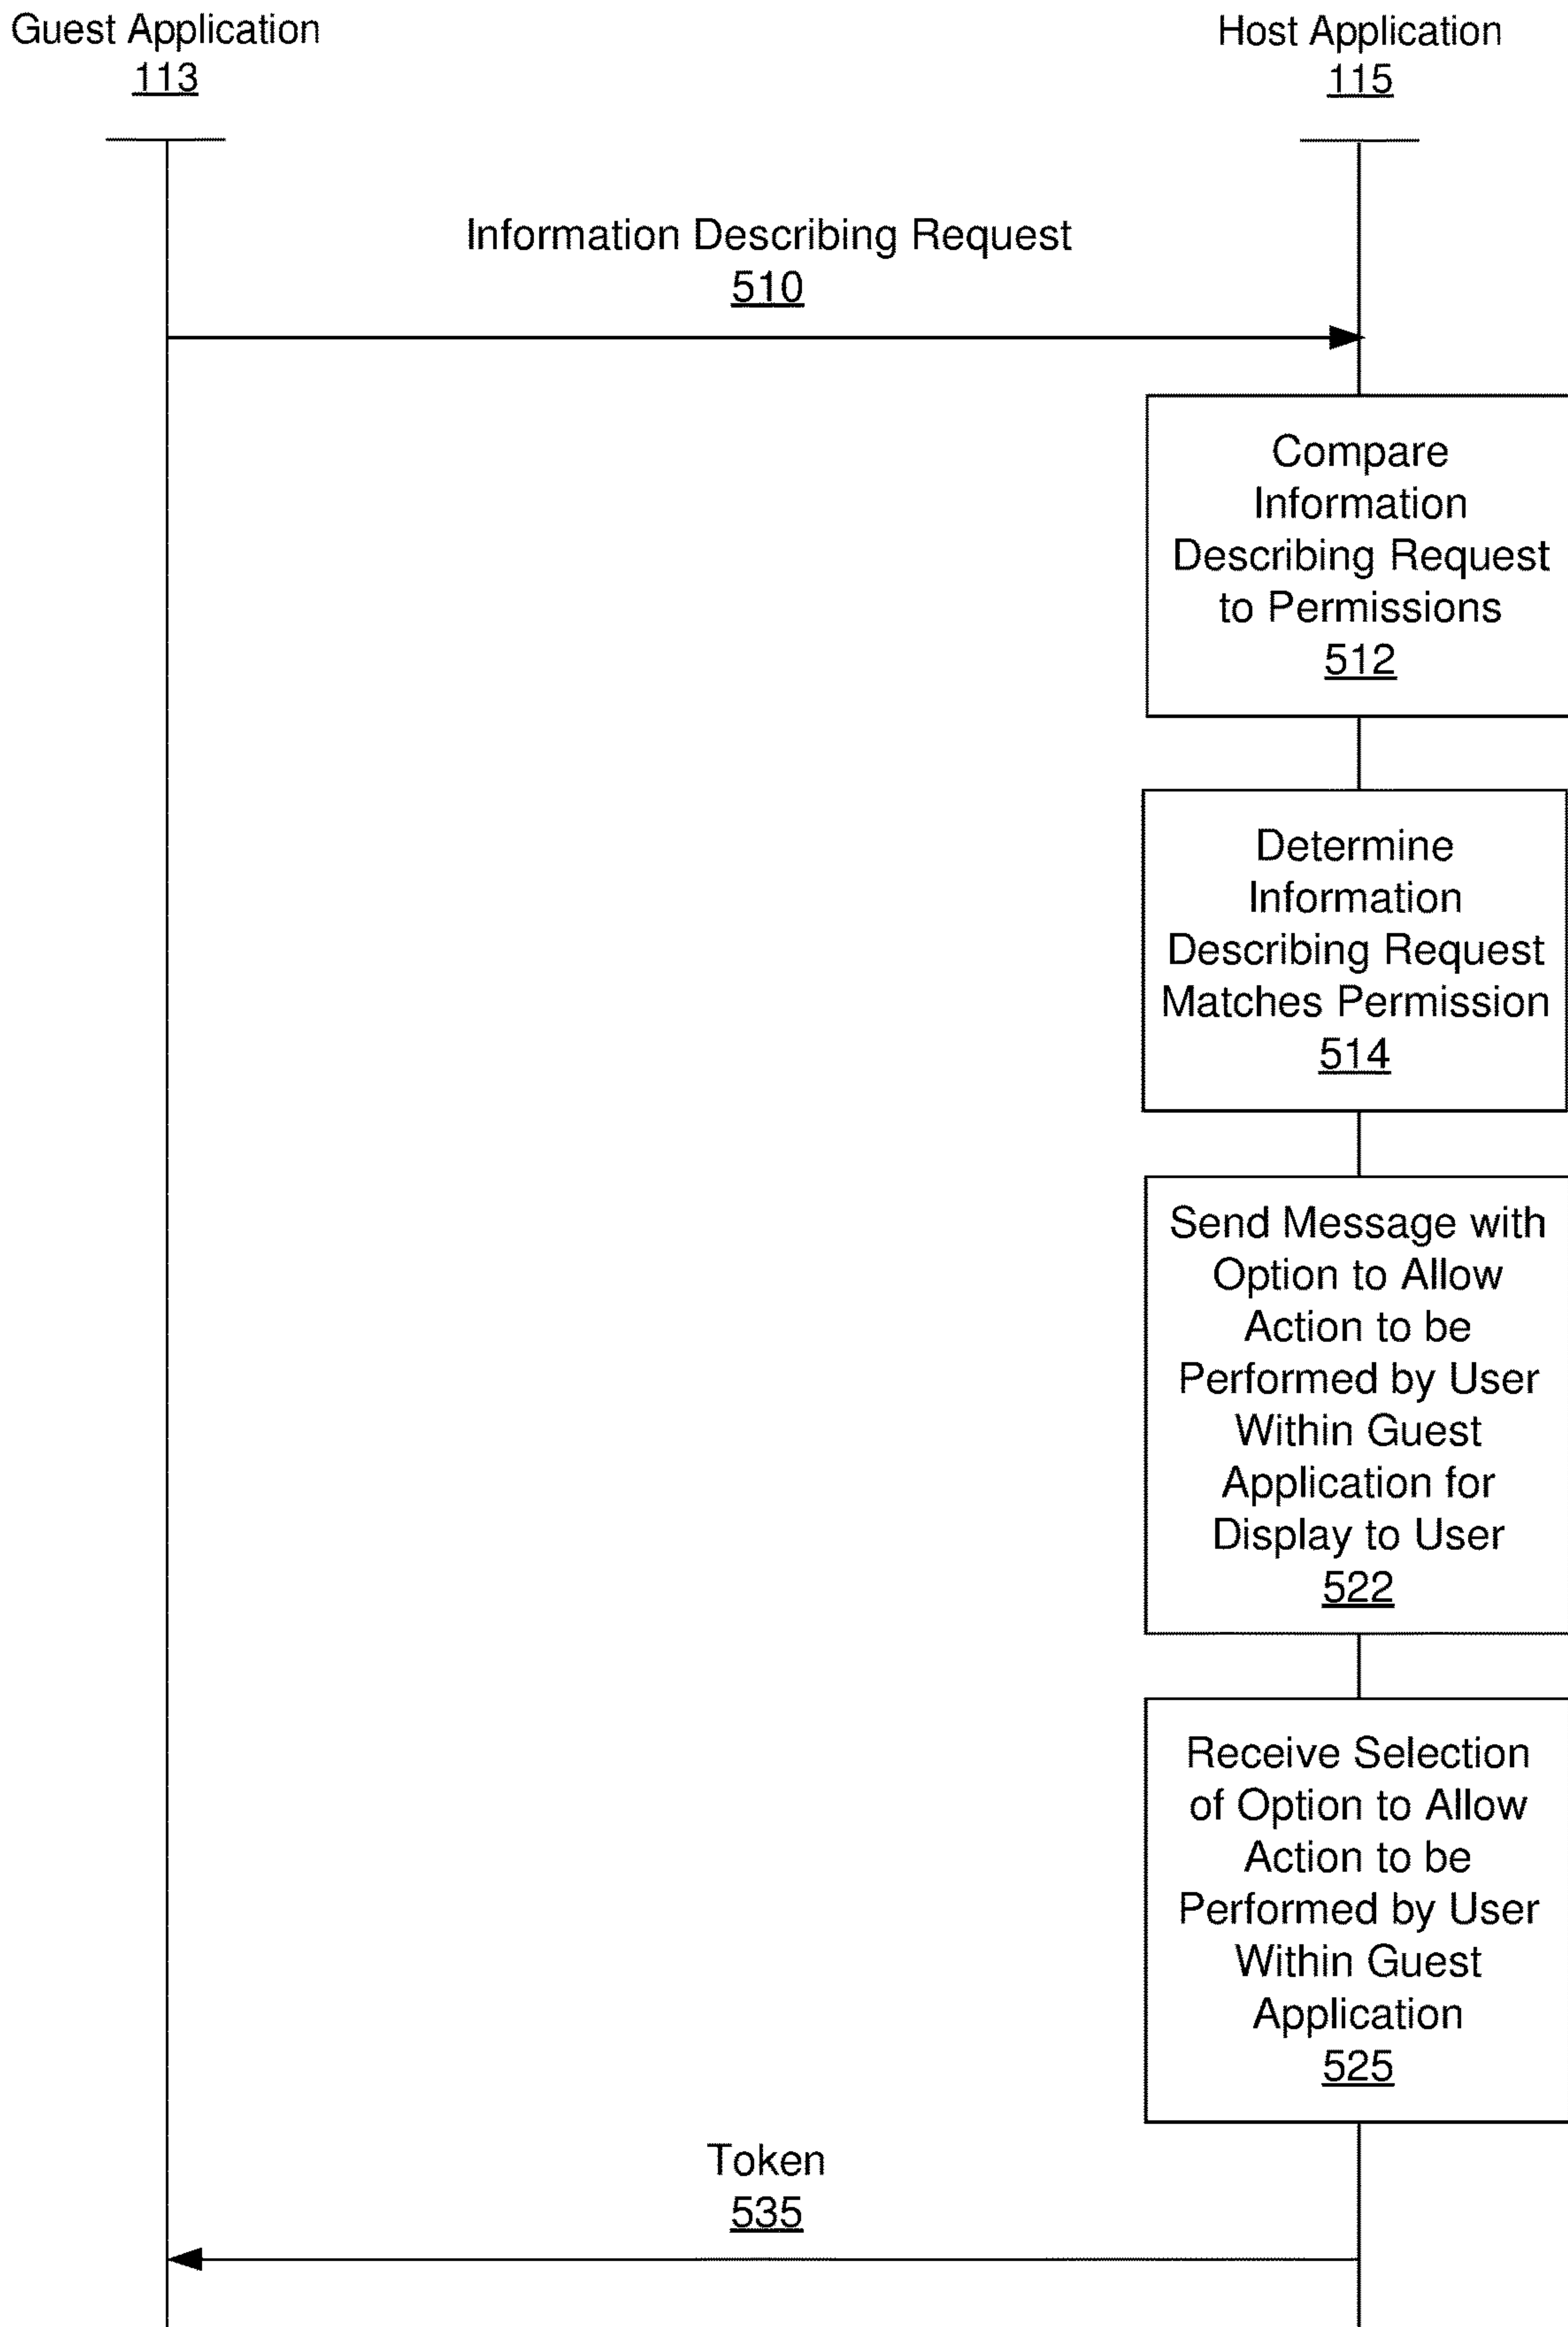 Guest Application
113
Host Application
115
Information Describing Request
510
Compare
Information
Describing Request
to Permissions
512
Determine
Information
Describing Request
Matches Permission
514
Send Message with
Option to Allow
Action to be
Performed by User
Within Guest
Application for
Display to User
522
Receive Selection
of Option to Allow
Action to be
Performed by User
Within Guest
Application
525
Token
535